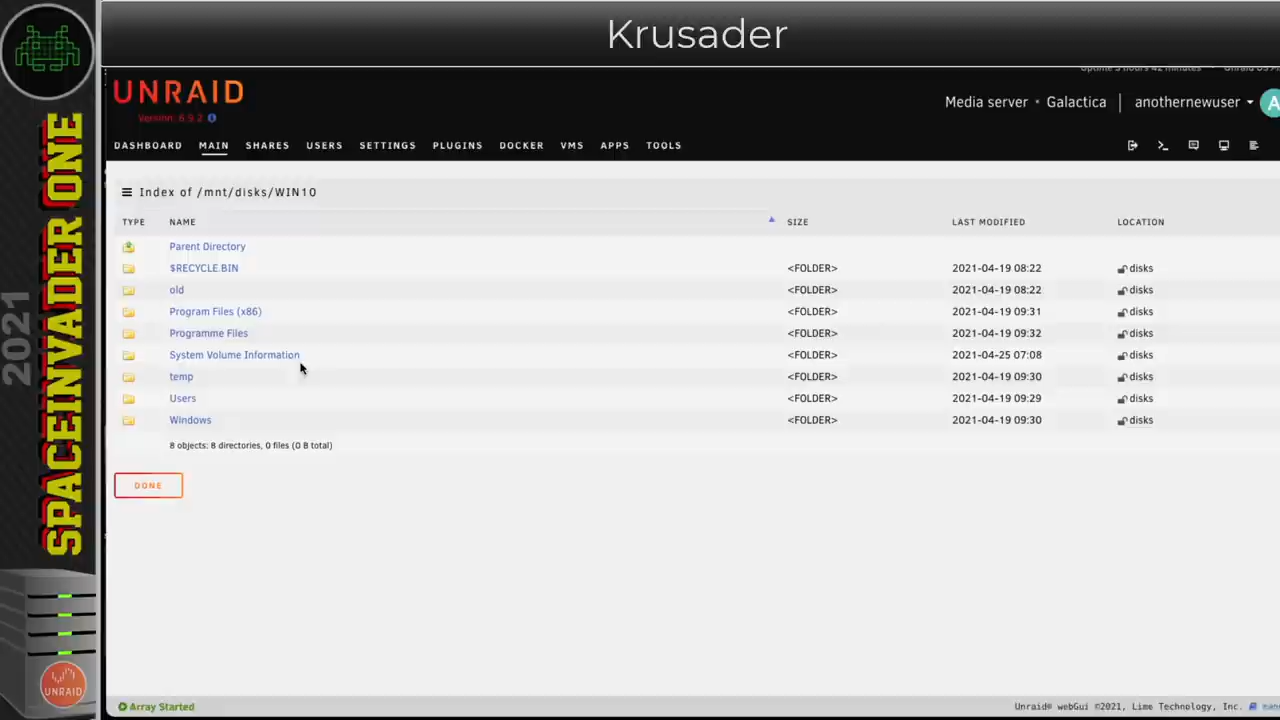 Krusader
2021
SPACEINVADER ONE
UNRAID
UNRAID
Version: 6.9.2
Media server • Galactica
anothernewuser
A
DASHBOARD MAIN SHARES USERS SETTINGS PLUGINS DOCKER VMS APPS TOOLS
Index of /mnt/disks/WIN10
TYPE NAME SIZE LAST MODIFIED LOCATION
Parent Directory
$RECYCLE.BIN <FOLDER> 2021-04-19 08:22 disks
old <FOLDER> 2021-04-19 08:22 disks
Program Files (x86) <FOLDER> 2021-04-19 09:31 disks
Programme Files <FOLDER> 2021-04-19 09:32 disks
System Volume Information <FOLDER> 2021-04-25 07:08 disks
temp <FOLDER> 2021-04-19 09:30 disks
Users <FOLDER> 2021-04-19 09:29 disks
Windows <FOLDER> 2021-04-19 09:30 disks
8 objects: 8 directories, 0 files (0 B total)
DONE
Array Started
Unraid® webGui ©2021, Lime Technology, Inc.